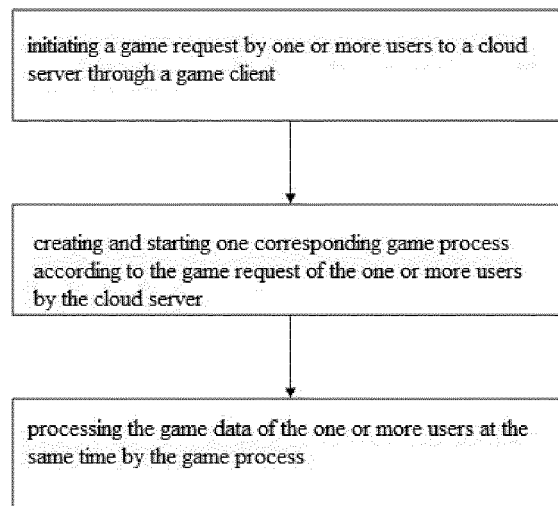 initiating a game request by one or more users to a cloud
server through a game client
creating and starting one corresponding game process
according to the game request of the one or more users
by the cloud server
processing the game data of the one or more users at the
same time by the game process